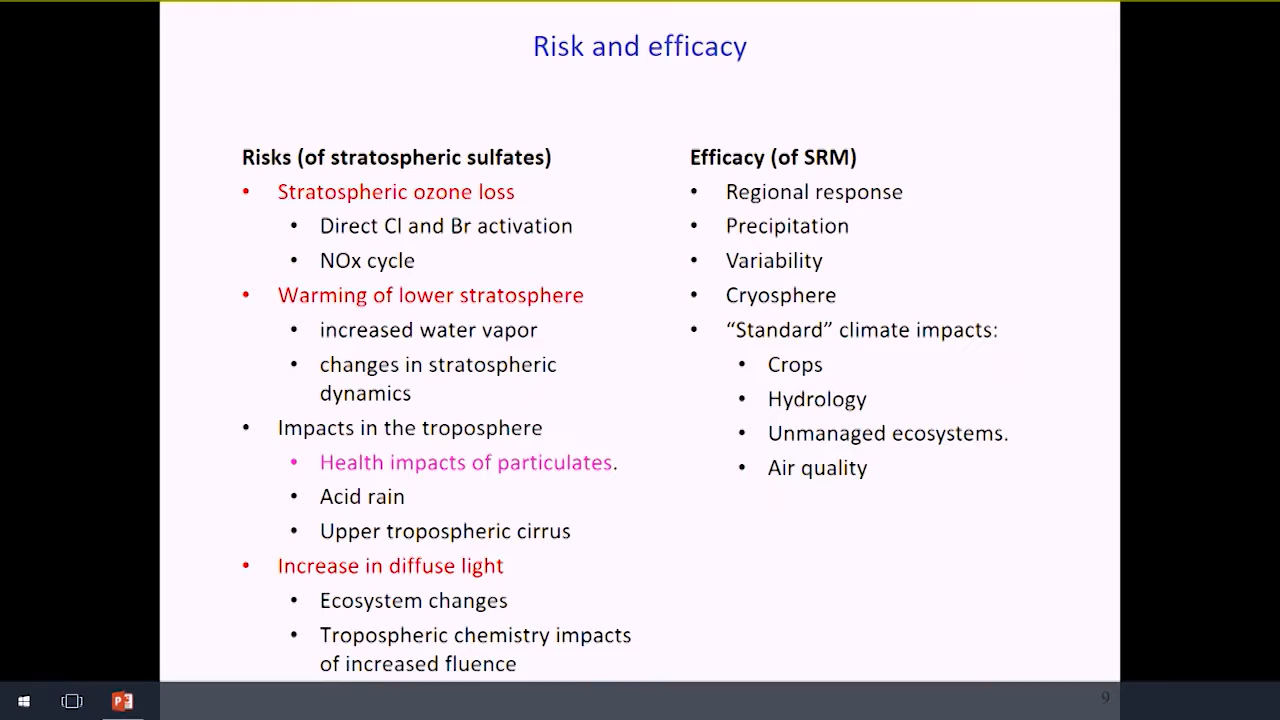 Risk and efficacy
Risks (of stratospheric sulfates)
• Stratospheric ozone loss
• Direct Cl and Br activation
• NOx cycle
• Warming of lower stratosphere
• increased water vapor
• changes in stratospheric
dynamics
• Impacts in the troposphere
• Health impacts of particulates.
• Acid rain
• Upper tropospheric cirrus
• Increase in diffuse light
• Ecosystem changes
• Tropospheric chemistry impacts
of increased fluence
Efficacy (of SRM)
• Regional response
• Precipitation
• Variability
• Cryosphere
• “Standard” climate impacts:
• Crops
• Hydrology
• Unmanaged ecosystems.
• Air quality
9